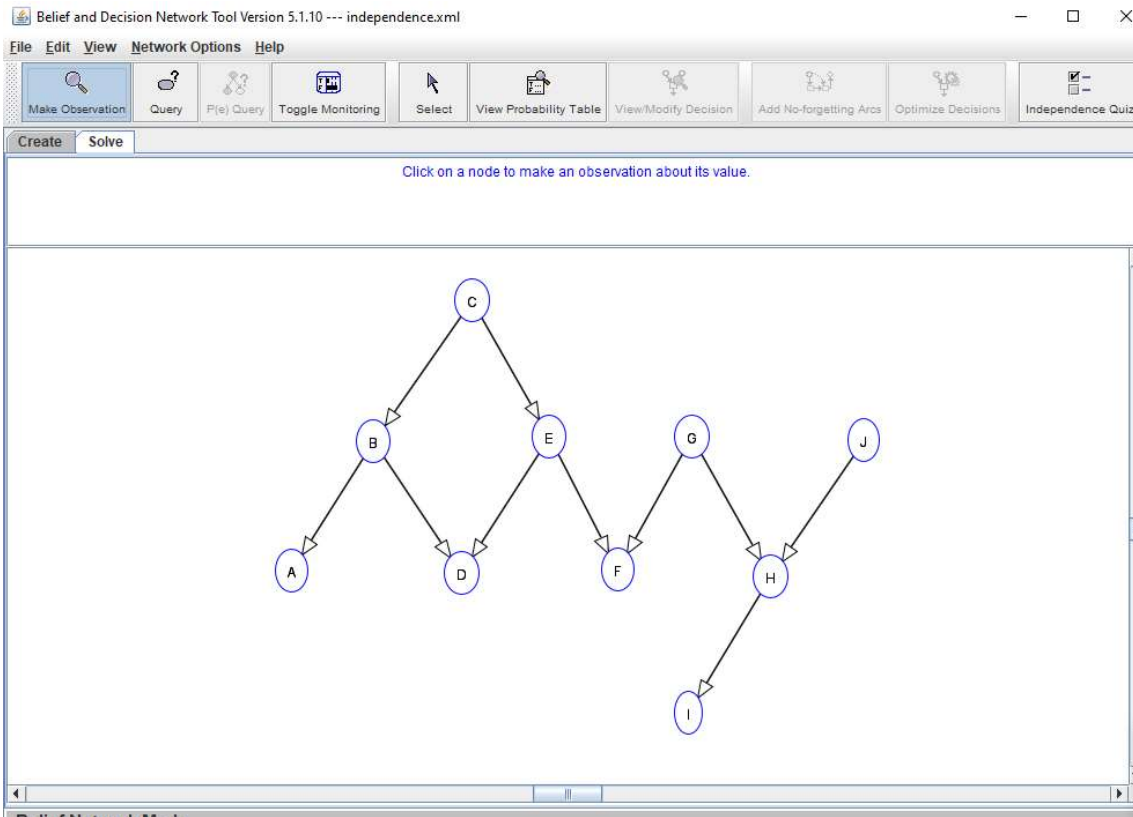 Belief and Decision Network Tool Version 5.1.10 --- independence.xml
File Edit View Network Options Help
Make Observation Query P(e) Query Toggle Monitoring Select View Probability Table View/Modify Decision Add No-forgetting Arcs Optimize Decisions Independence Quiz
Create Solve
Click on a node to make an observation about its value.
C
B E G J
A D F H
I